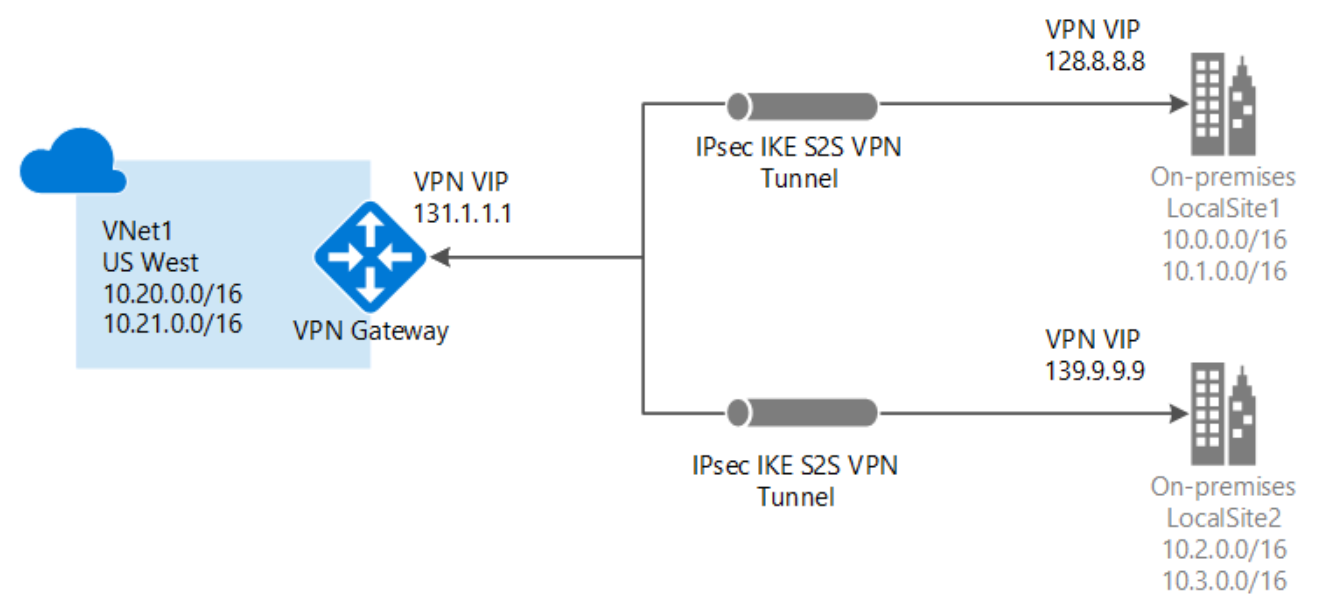 VPN VIP
128.8.8.8
IPsec IKE S2S VPN
Tunnel
On-premises
LocalSite1
10.0.0.0/16
10.1.0.0/16
VPN VIP
131.1.1.1
VNet1
US West
10.20.0.0/16
10.21.0.0/16
VPN Gateway
VPN VIP
139.9.9.9
IPsec IKE S2S VPN
Tunnel
On-premises
LocalSite2
10.2.0.0/16
10.3.0.0/16